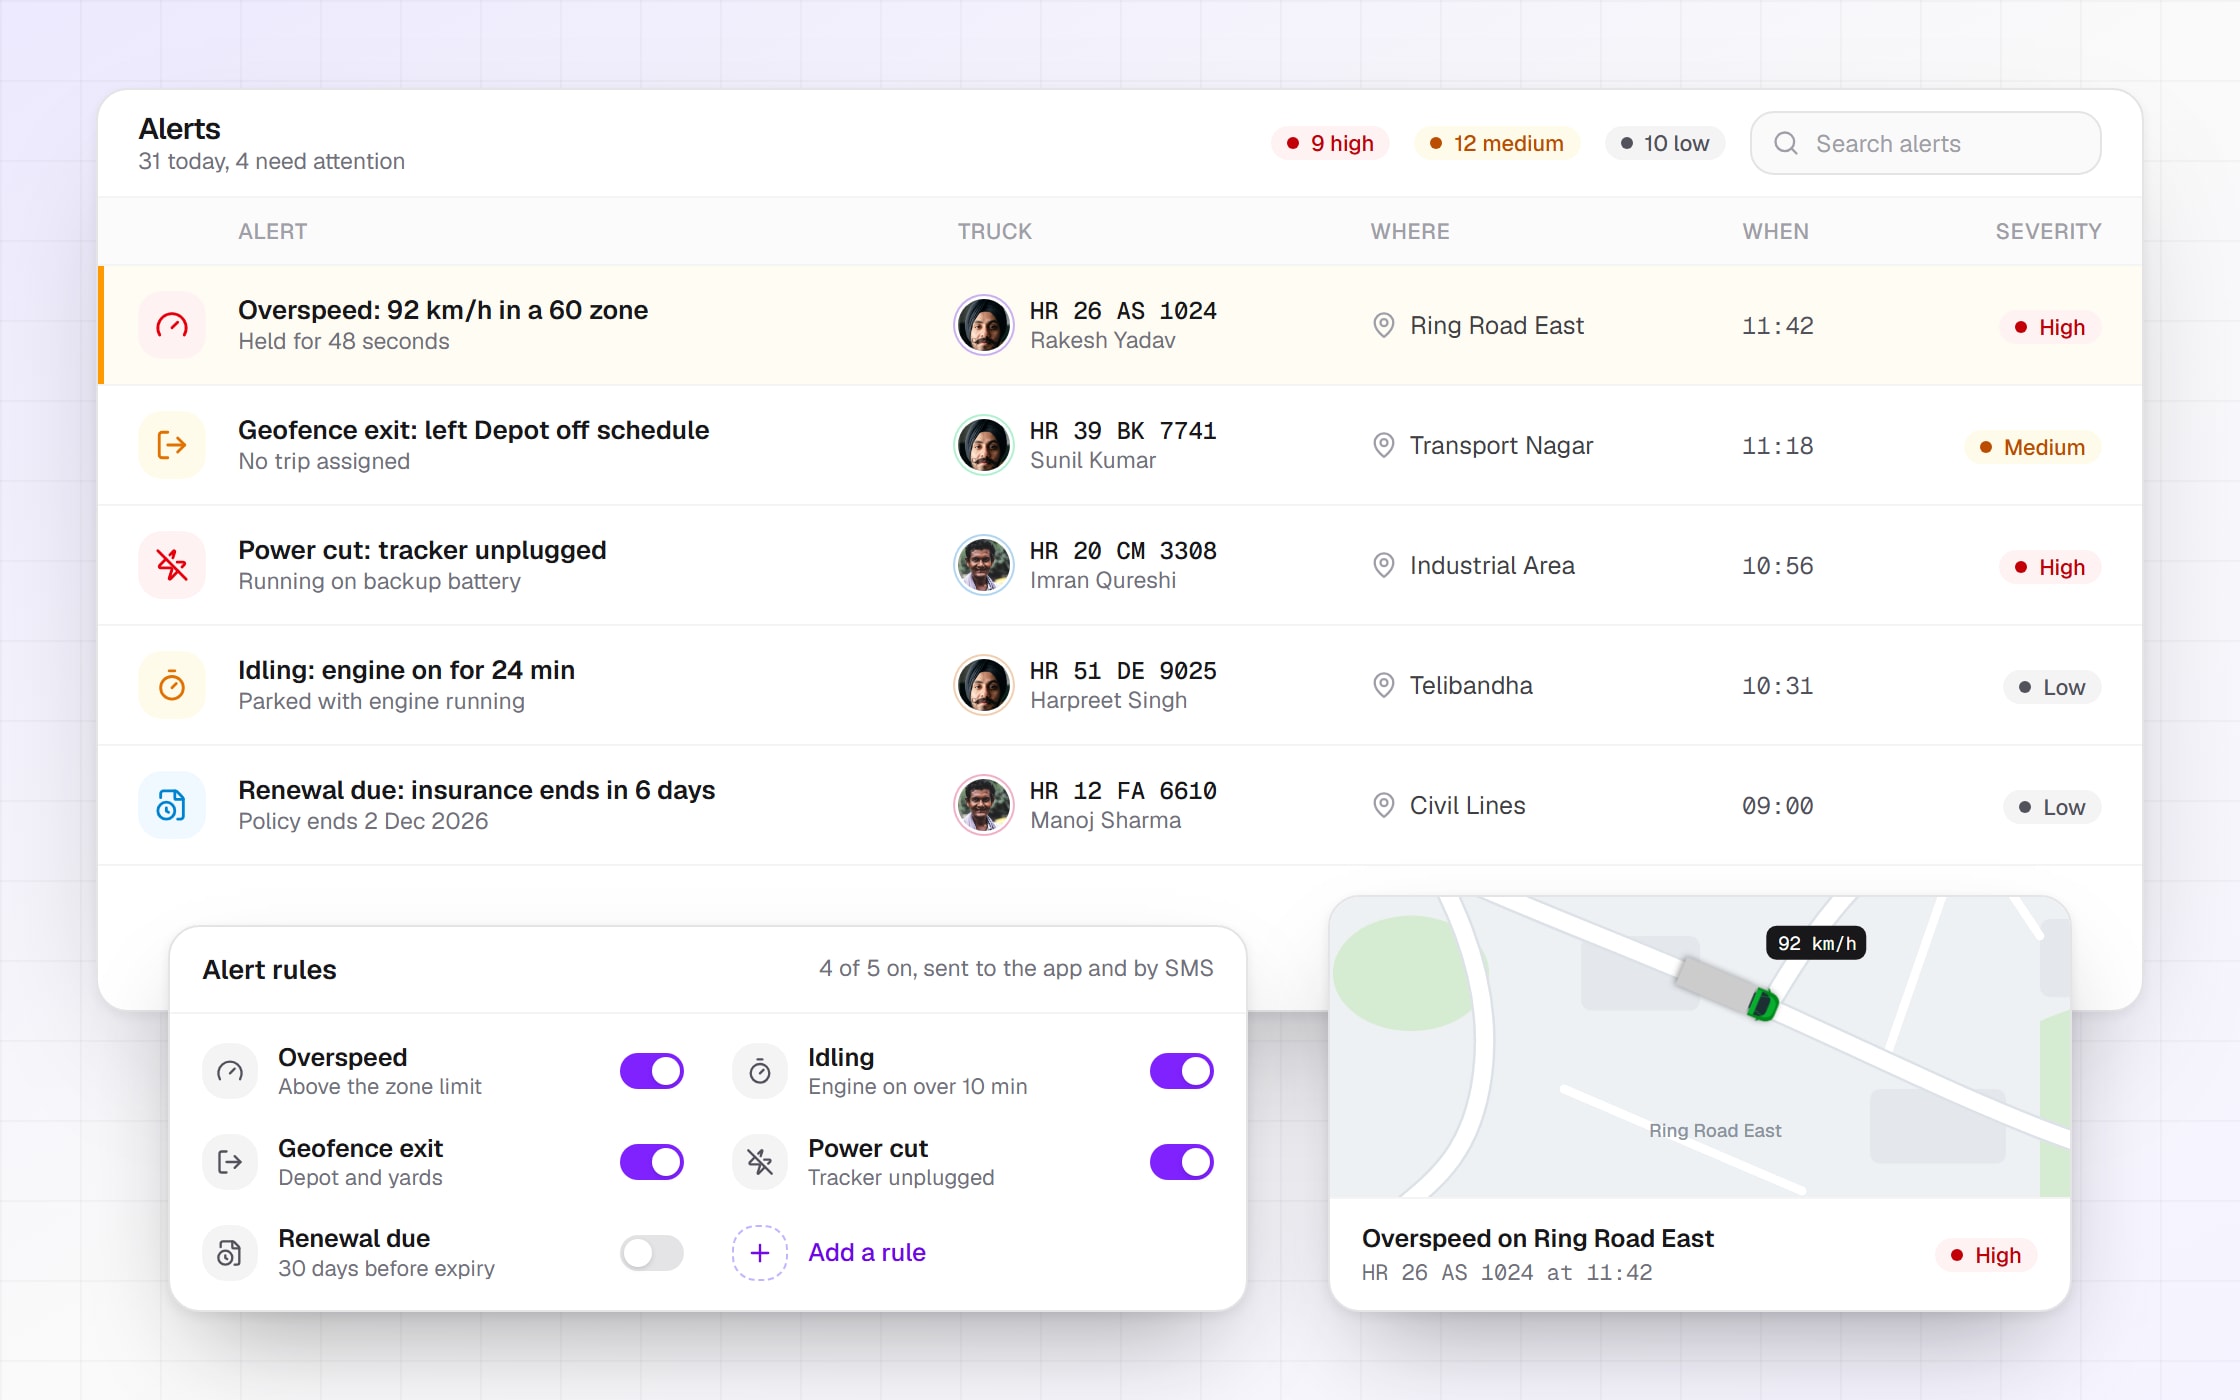 Alerts
31 today, 4 need attention
9 high
12 medium
10 low
Search alerts
ALERT TRUCK WHERE WHEN SEVERITY
Overspeed: 92 km/h in a 60 zone
Held for 48 seconds
HR 26 AS 1024
Rakesh Yadav
Ring Road East
11:42
High
Geofence exit: left Depot off schedule
No trip assigned
HR 39 BK 7741
Sunil Kumar
Transport Nagar
11:18
Medium
Power cut: tracker unplugged
Running on backup battery
HR 20 CM 3308
Imran Qureshi
Industrial Area
10:56
High
Idling: engine on for 24 min
Parked with engine running
HR 51 DE 9025
Harpreet Singh
Telibandha
10:31
Low
Renewal due: insurance ends in 6 days
Policy ends 2 Dec 2026
HR 12 FA 6610
Manoj Sharma
Civil Lines
09:00
Low
Alert rules
4 of 5 on, sent to the app and by SMS
Overspeed
Above the zone limit
Idling
Engine on over 10 min
Geofence exit
Depot and yards
Power cut
Tracker unplugged
Renewal due
30 days before expiry
Add a rule
92 km/h
Ring Road East
Overspeed on Ring Road East
HR 26 AS 1024 at 11:42
High